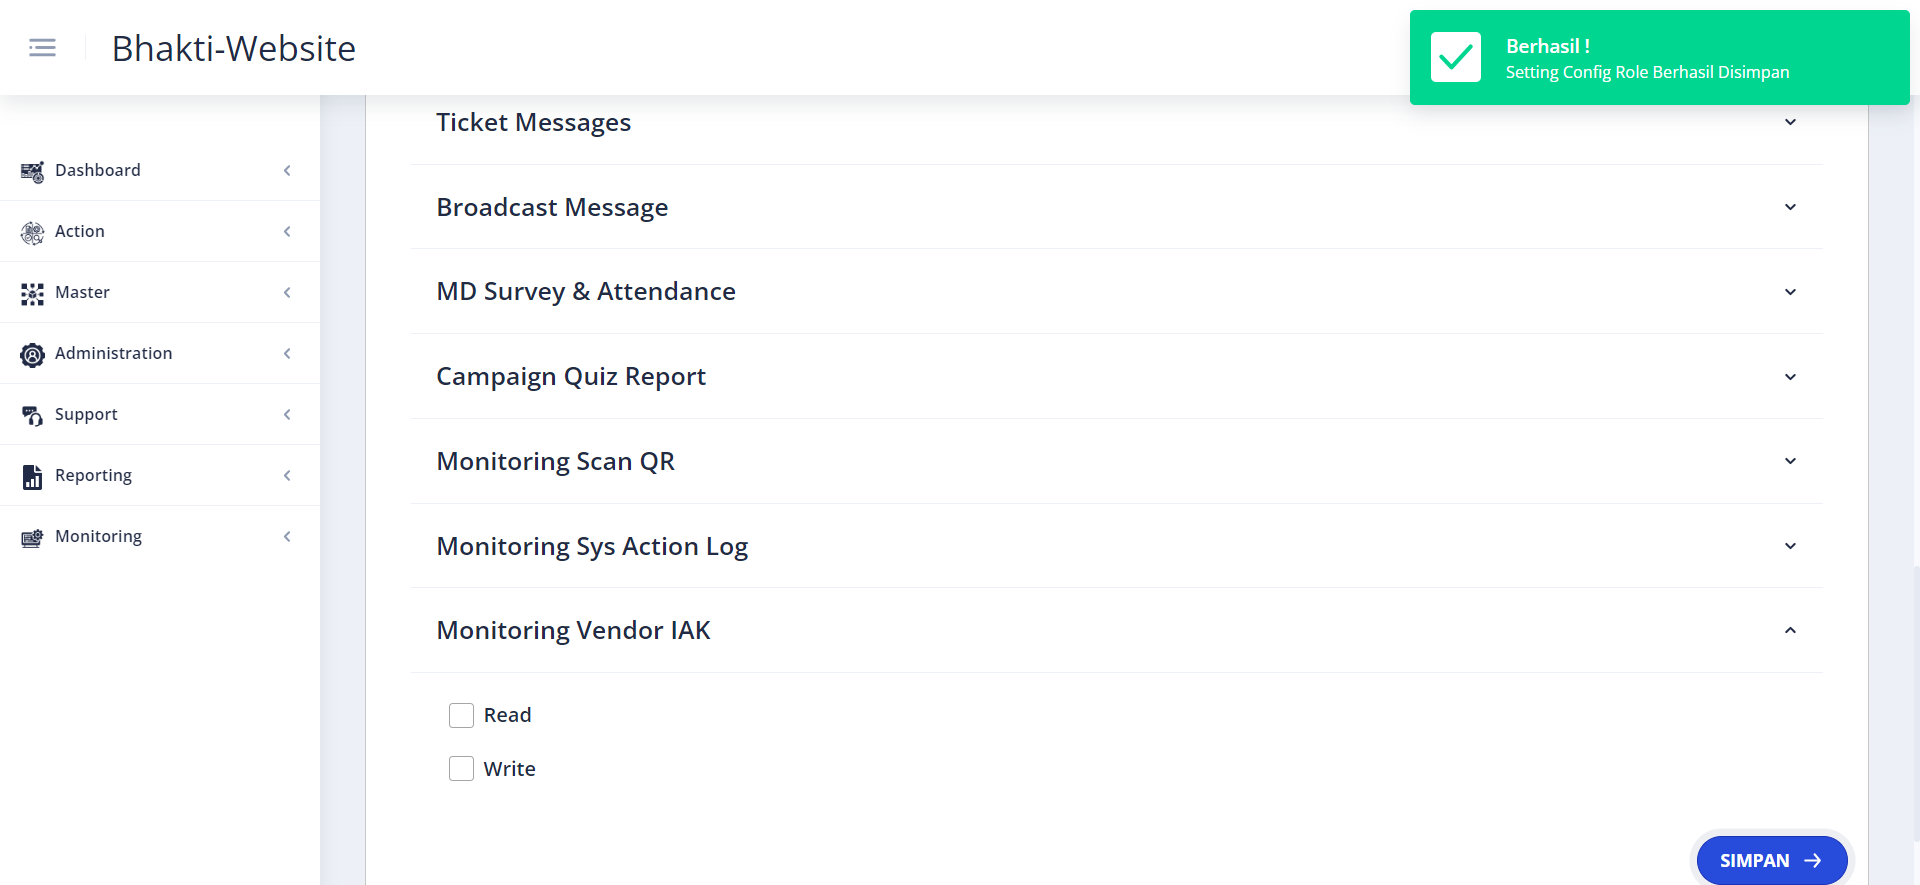 Bhakti-Website
Berhasil !
Setting Config Role Berhasil Disimpan
Dashboard
Action
Master
Administration
Support
Reporting
Monitoring
Ticket Messages
Broadcast Message
MD Survey & Attendance
Campaign Quiz Report
Monitoring Scan QR
Monitoring Sys Action Log
Monitoring Vendor IAK
Read
Write
SIMPAN